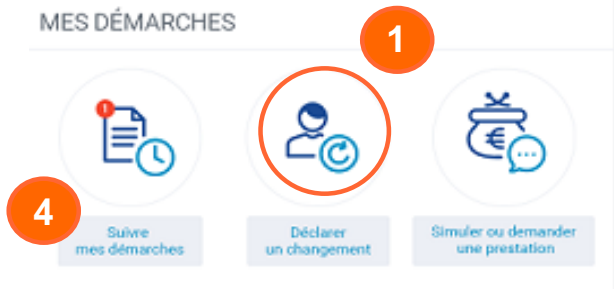 MES DÉMARCHES
1
!
€
4
Suivre
mes démarches
Déclarer
un changement
Simuler ou demander
une prestation